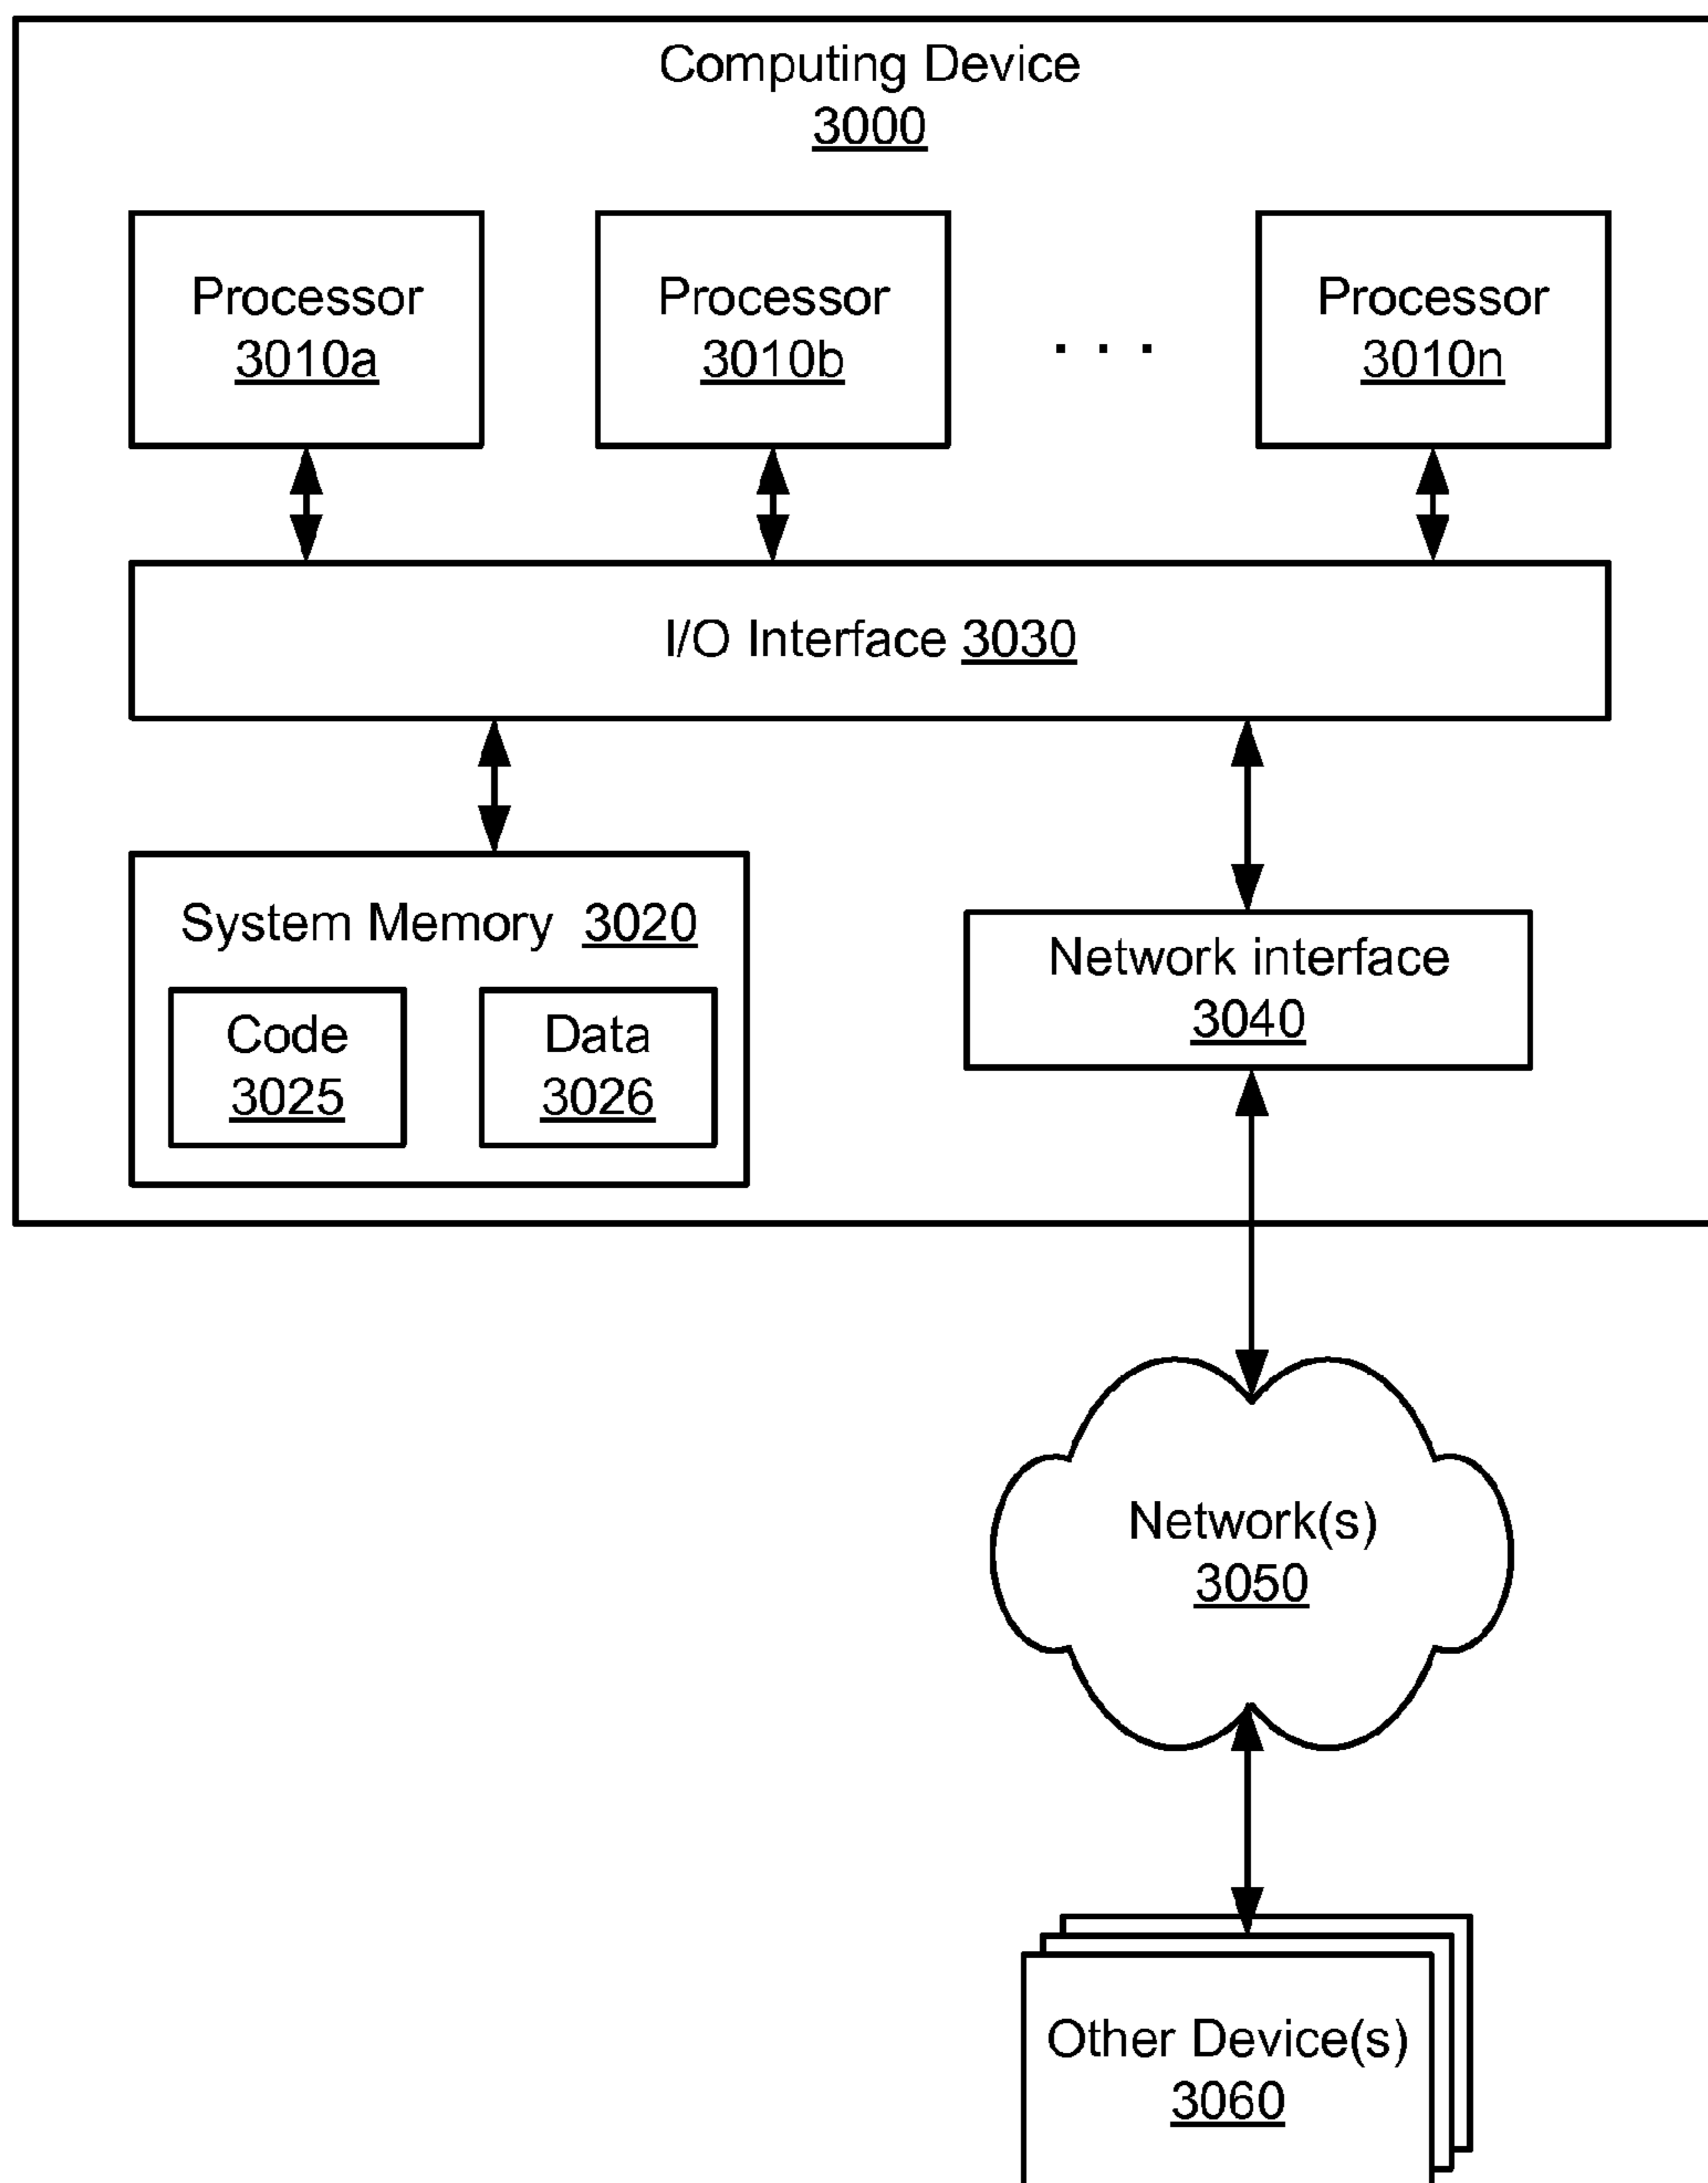 Computing Device
3000
Processor
3010a
Processor
3010b
. . .
Processor
3010n
I/O Interface 3030
System Memory 3020
Code
3025
Data
3026
Network interface
3040
Network(s)
3050
Other Device(s)
3060